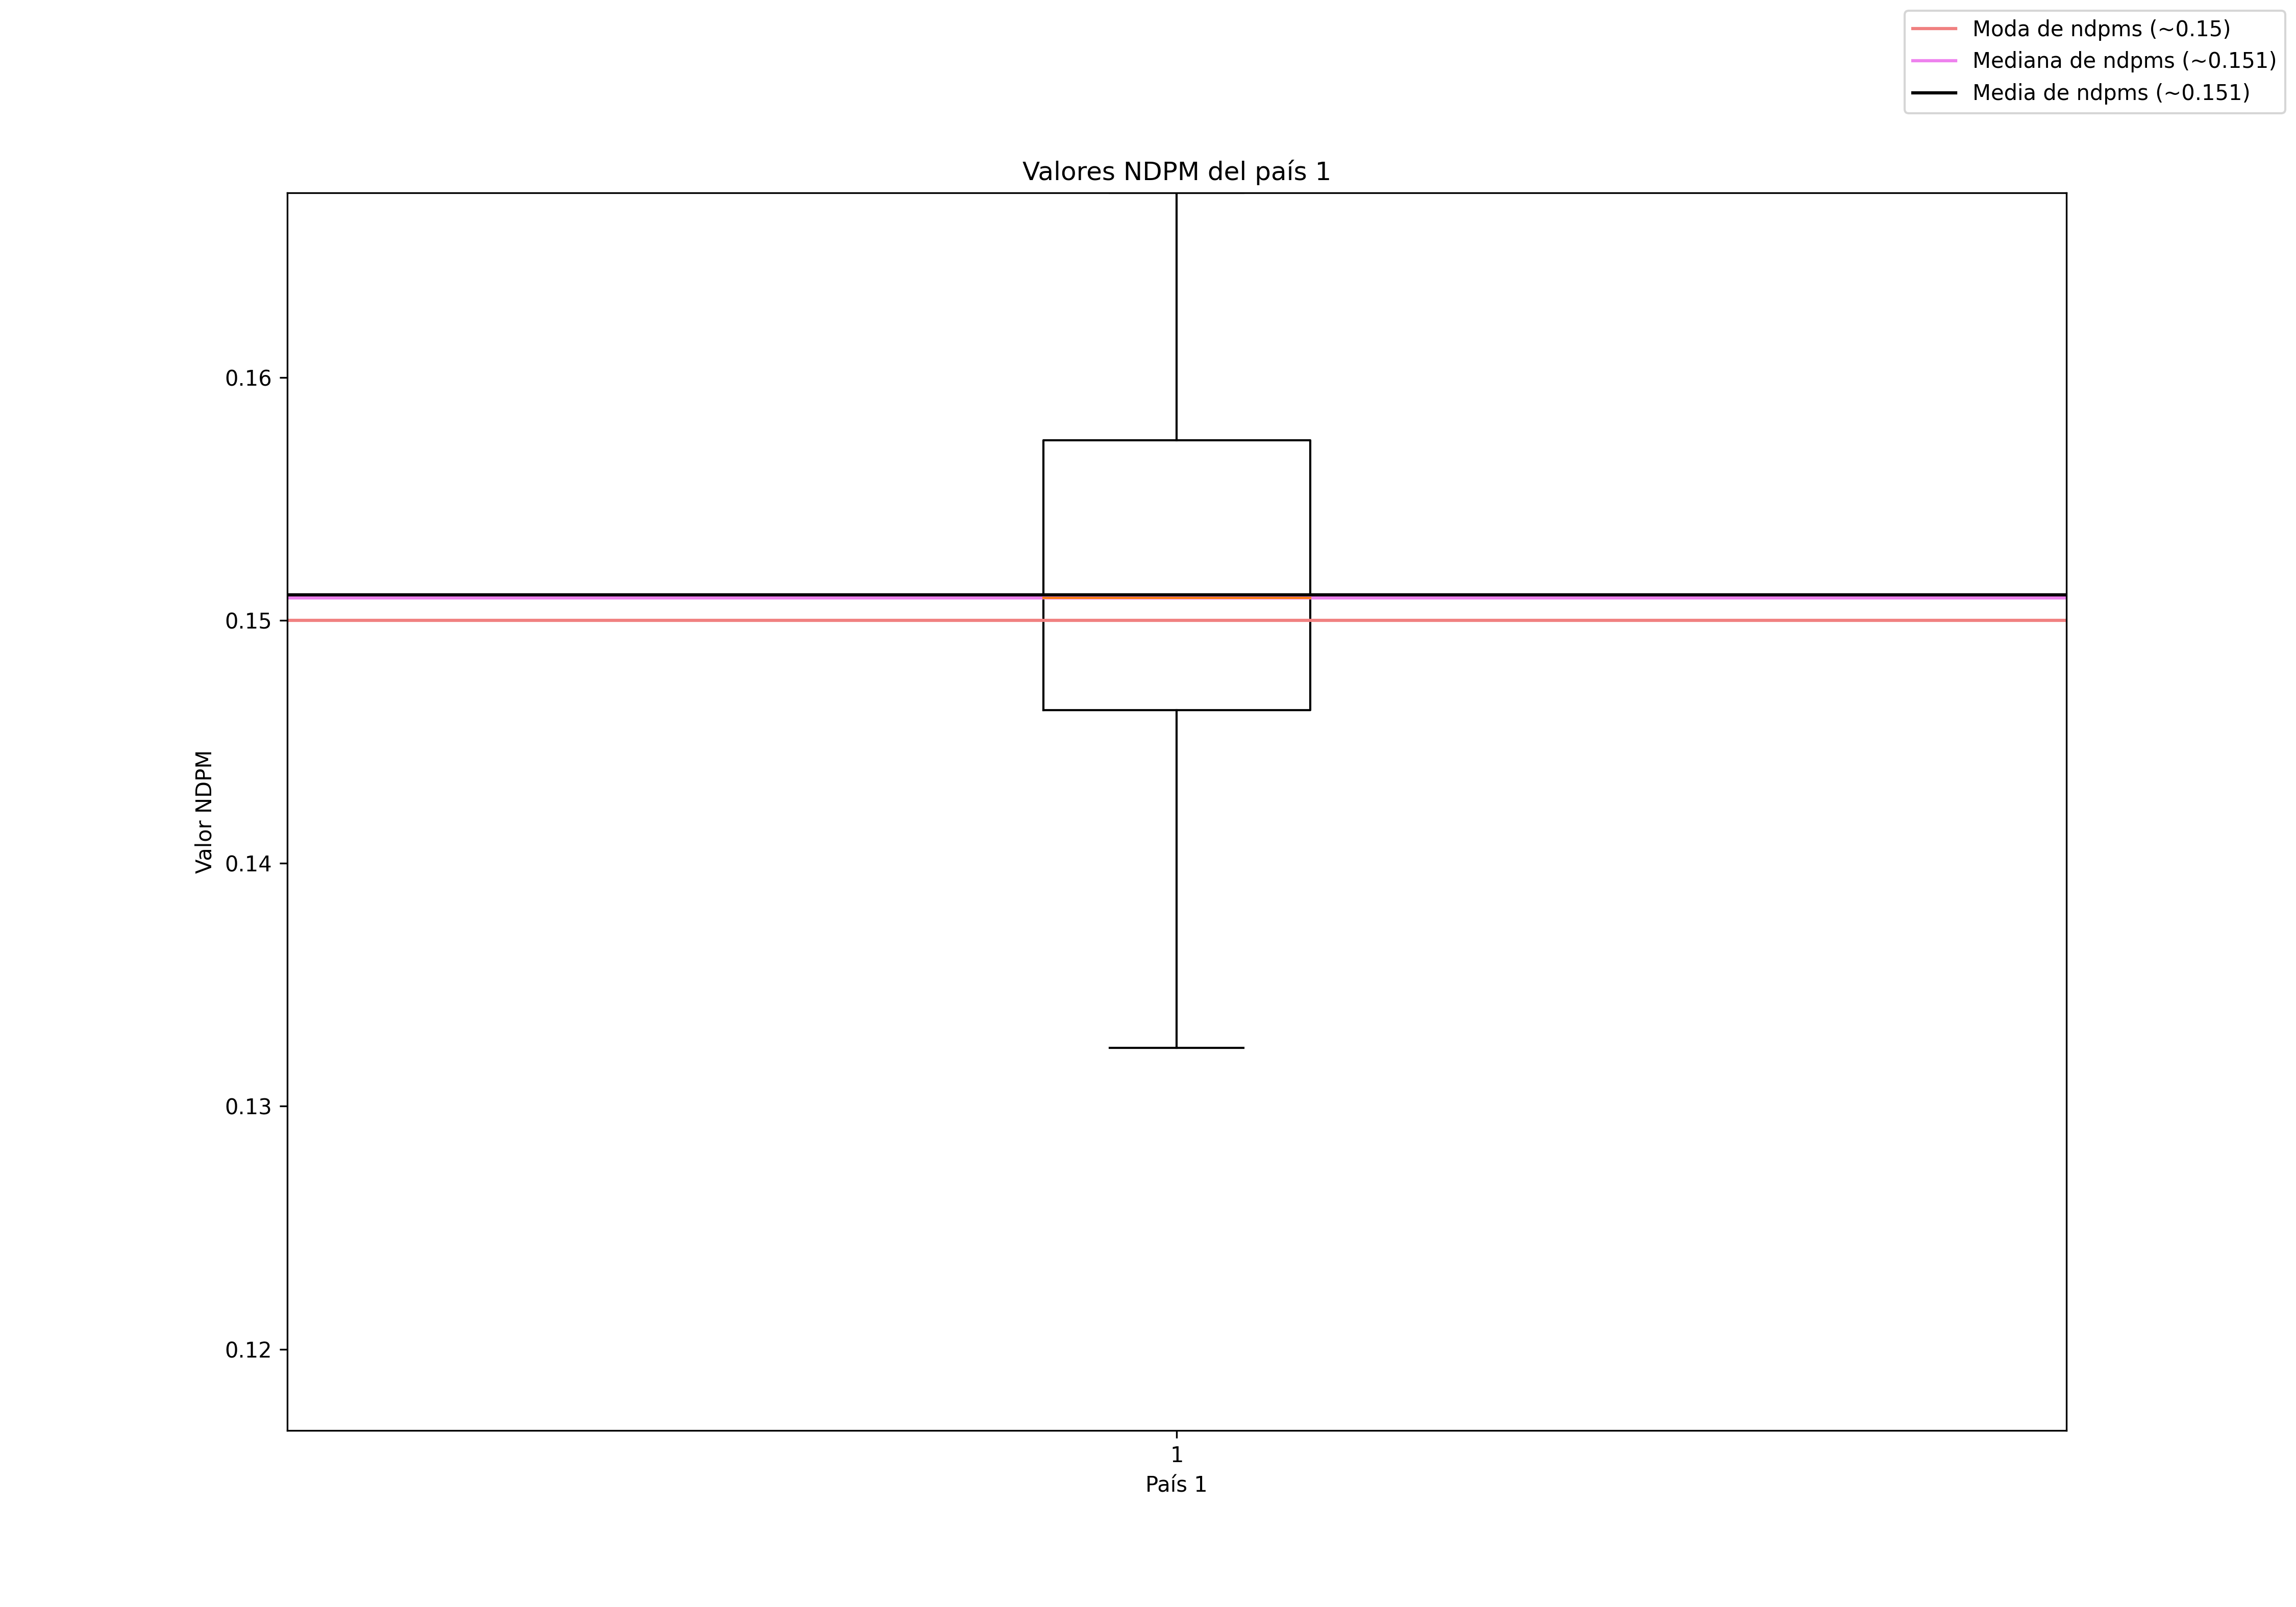 Moda de ndpms (~0.15)
Mediana de ndpms (~0.151)
Media de ndpms (~0.151)
Valores NDPM del país 1
0.16
0.15
0.14
0.13
0.12
Valor NDPM
1
País 1